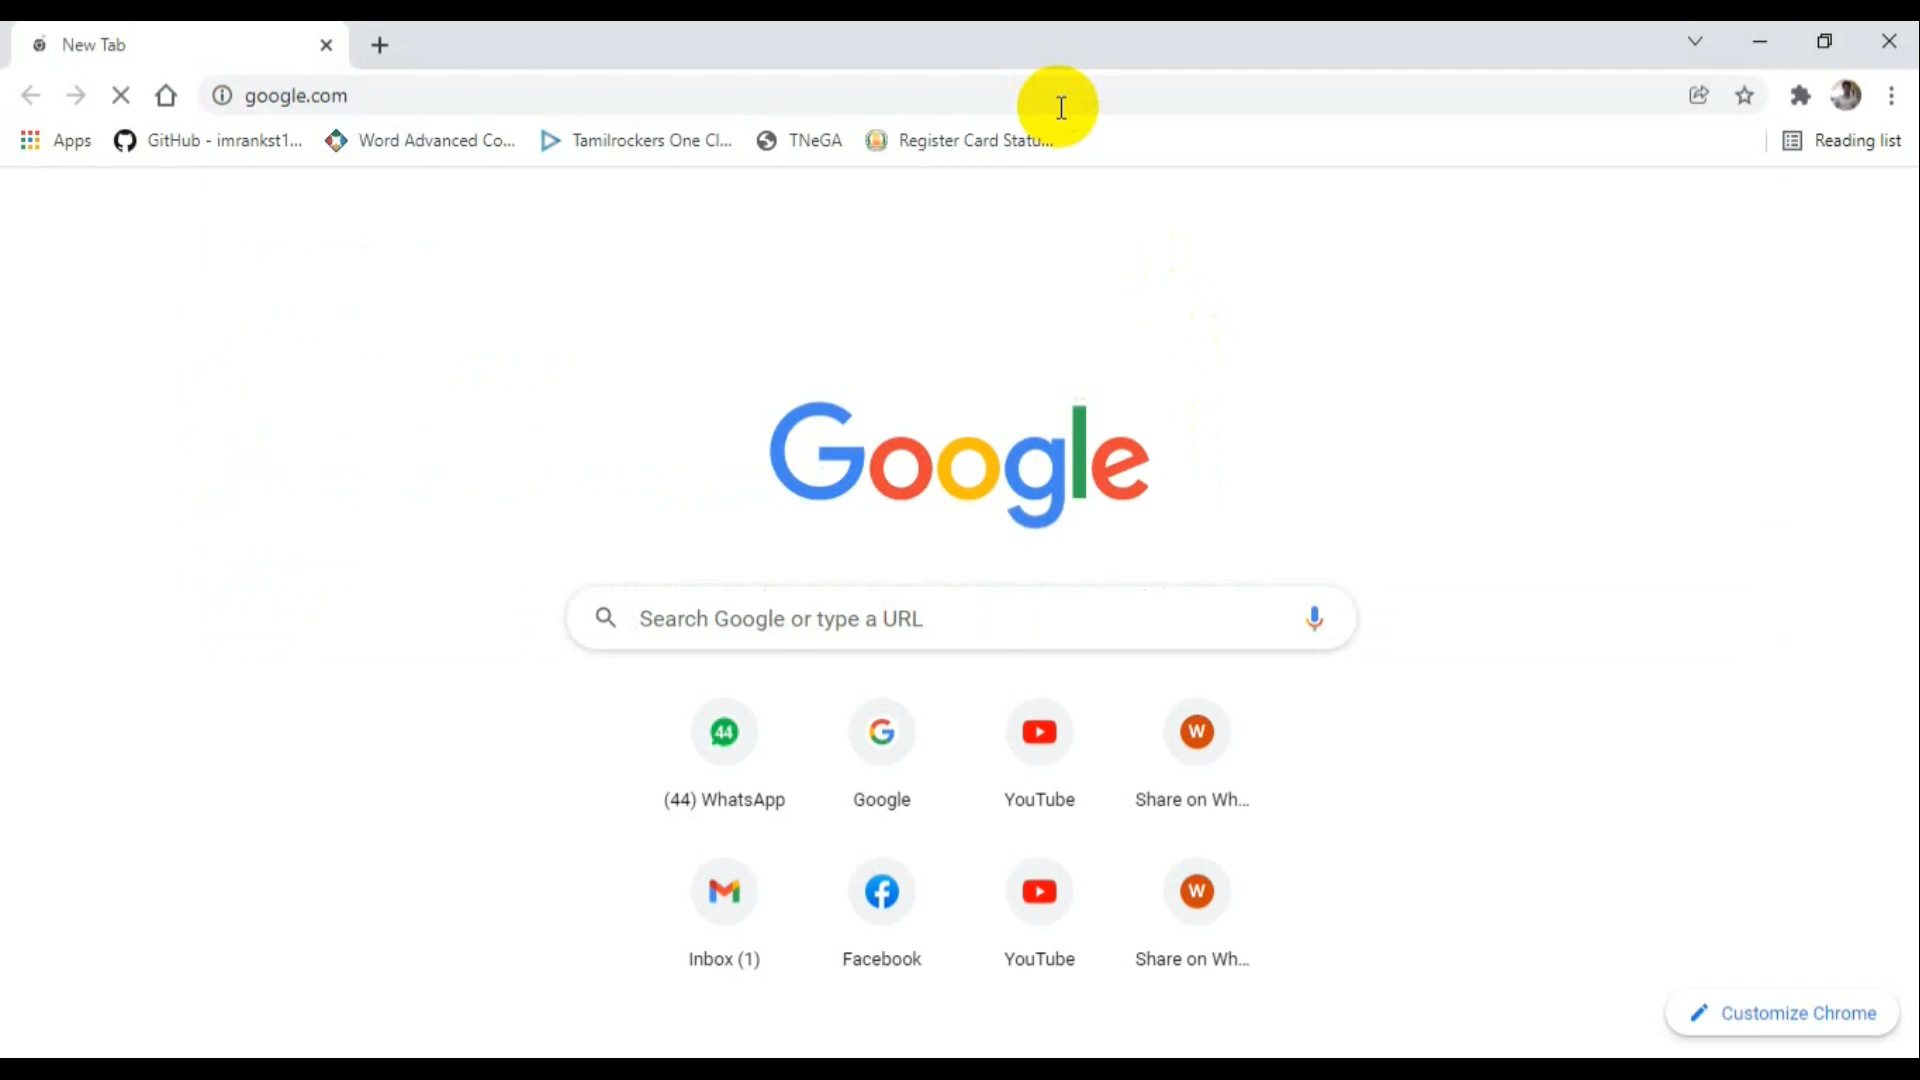 New Tab
google.com
Apps GitHub - imrankst1... Word Advanced Co... Tamilrockers One Cl... TNeGA Register Card Statu... Reading list
Google
Search Google or type a URL
44 W
(44) WhatsApp Google YouTube Share on Wh...
W
Inbox (1) Facebook YouTube Share on Wh...
Customize Chrome